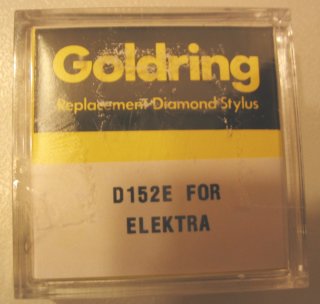 Goldring
Replacement Diamond Stylus
D152E FOR
ELEKTRA